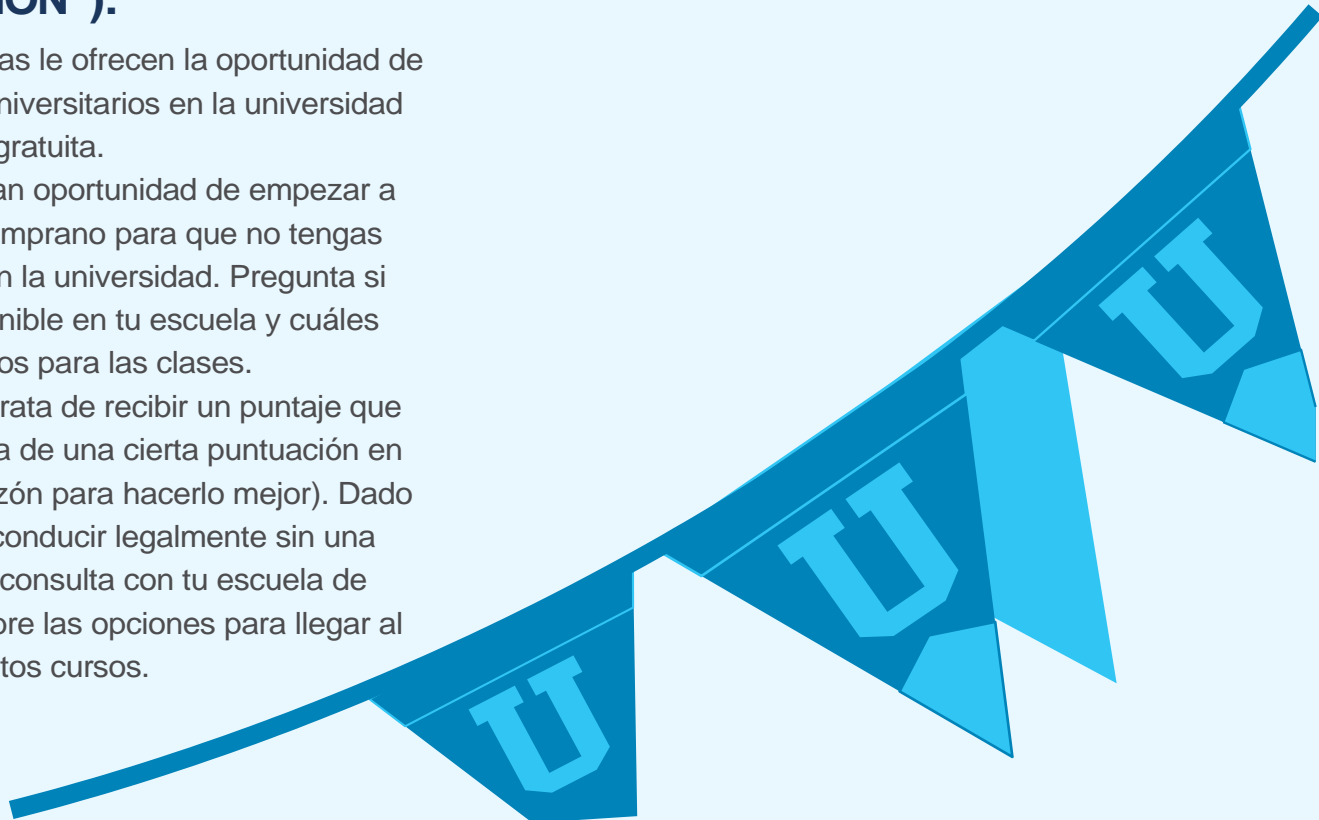 IÓN").
as le ofrecen la oportunidad de
niversitarios en la universidad
gratuita.
an oportunidad de empezar a
mprano para que no tengas
n la universidad. Pregunta si
nible en tu escuela y cuáles
os para las clases.
rata de recibir un puntaje que
a de una cierta puntuación en
zón para hacerlo mejor). Dado
conducir legalmente sin una
consulta con tu escuela de
bre las opciones para llegar al
tos cursos.
U
U
U